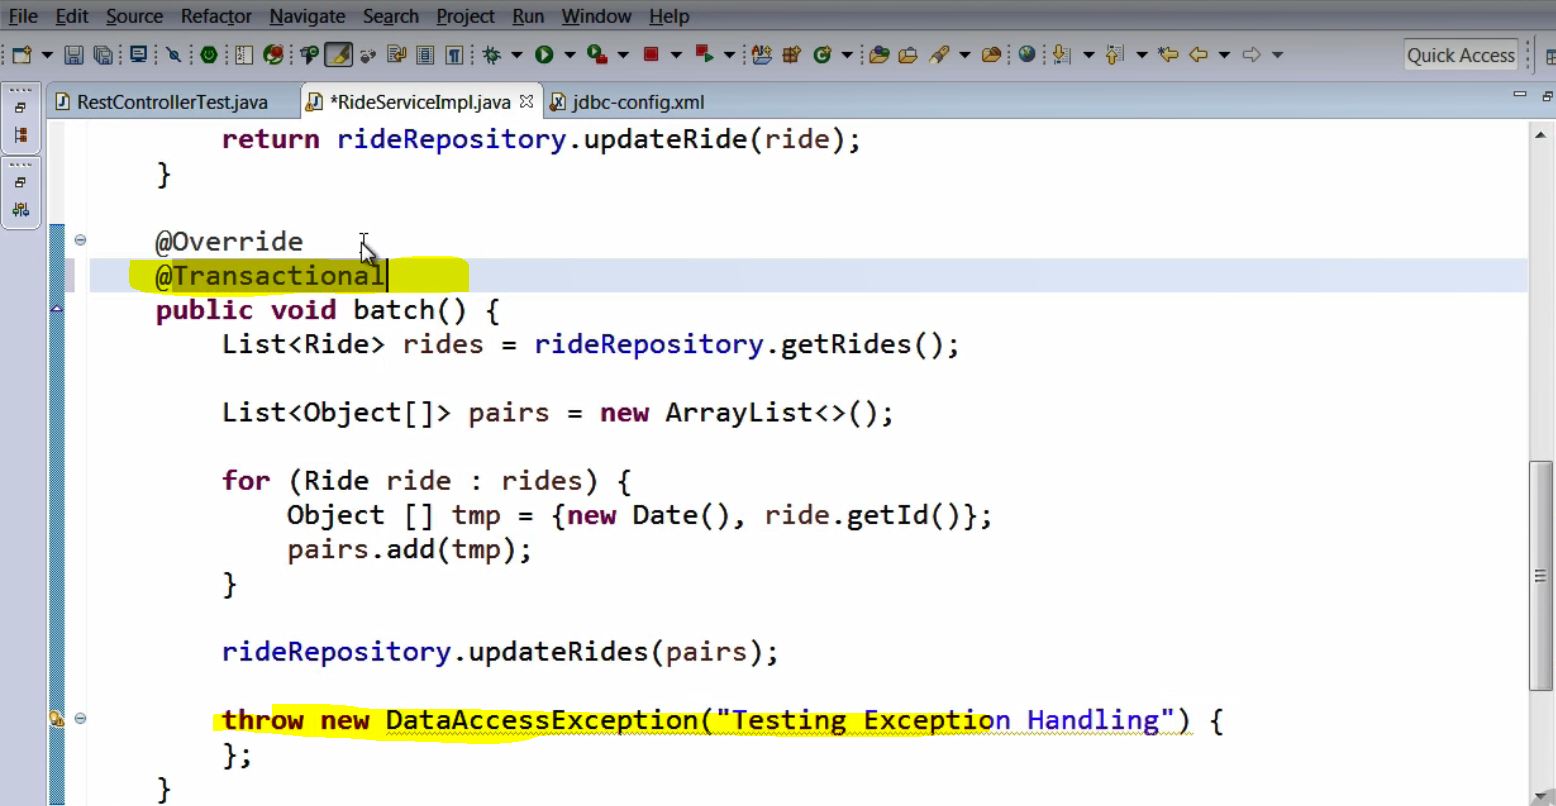 File Edit Source Refactor Navigate Search Project Run Window Help
Quick Access
RestControllerTest.java *RideServiceImpl.java jdbc-config.xml
return rideRepository.updateRide(ride);
}
@Override
@Transactional
public void batch() {
List<Ride> rides = rideRepository.getRides();
List<Object[]> pairs = new ArrayList<>();
for (Ride ride : rides) {
Object [] tmp = {new Date(), ride.getId()};
pairs.add(tmp);
}
rideRepository.updateRides(pairs);
throw new DataAccessException("Testing Exception Handling") {
};
}